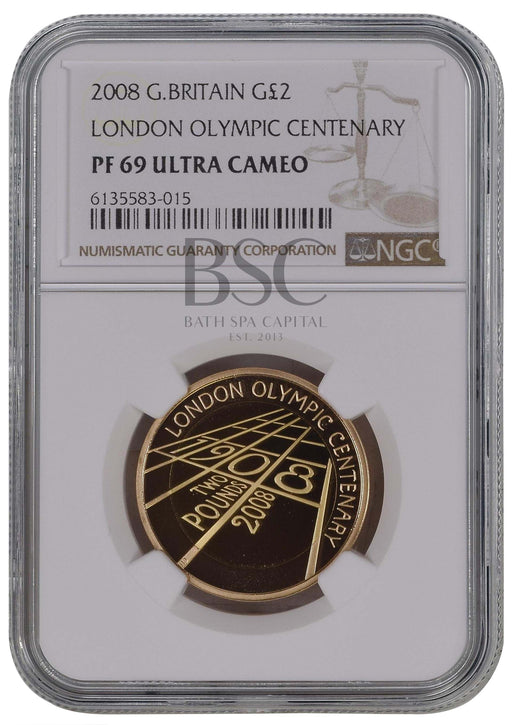 2008 G.BRITAIN G£2
LONDON OLYMPIC CENTENARY
PF 69 ULTRA CAMEO
6135583-015
NUMISMATIC GUARANTY CORPORATION
NGC
BSC
BATH SPA CAPITAL
EST. 2013
LONDON OLYMPIC CENTENARY
1908
TWO
POUNDS
2008